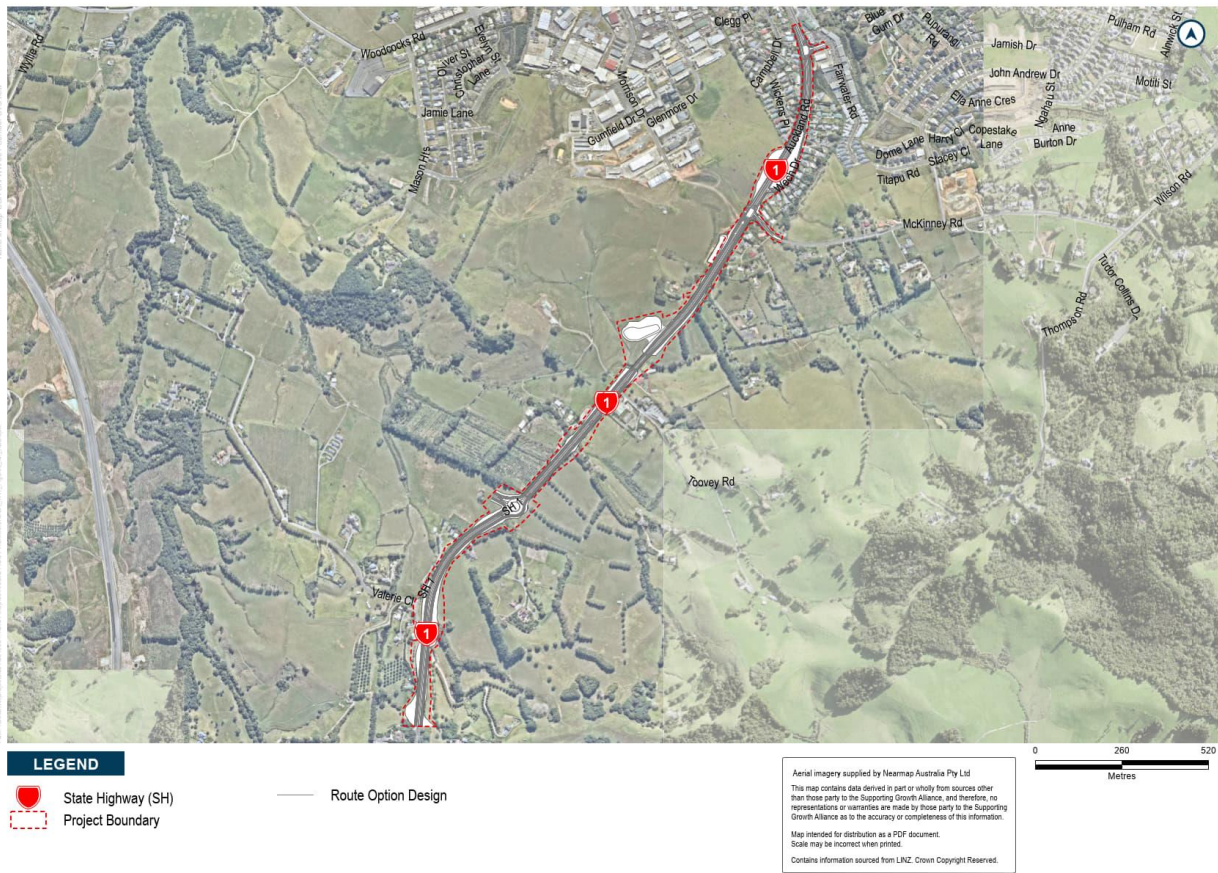 Wyllie Rd
Woodcocks Rd
Oliver St
Christopher Lane
Evelyn St
Jamie Lane
Mason Hts
Morrison Dr
Gumfield Dr
Glenmore Dr
Clegg Pl
Campbell Dr
Wickens Pl
Auckland Rd
Wech Dr
Fairwater Rd
Blue Gum Dr
Pupurangi Rd
Jamish Dr
John Andrew Dr
Ella Anne Cres
Dome Lane
Harry Cl
Copestake Lane
Stacey Cl
Titapu Rd
Ngahau St
Anne Burton Dr
Pulham Rd
Alnwick St
Motiti St
McKinney Rd
Wilson Rd
Tudor Collins Dr
Thompson Rd
Toovey Rd
Valerie Cl
SH 1
SH 1
1
1
1
LEGEND
State Highway (SH)
Project Boundary
Route Option Design
Aerial imagery supplied by Nearmap Australia Pty Ltd
This map contains data derived in part or wholly from sources other
than those party to the Supporting Growth Alliance, and therefore, no
representations or warranties are made by those party to the Supporting
Growth Alliance as to the accuracy or completeness of this information.
Map intended for distribution as a PDF document.
Scale may be incorrect when printed.
Contains information sourced from LINZ. Crown Copyright Reserved.
0 260 520
Metres